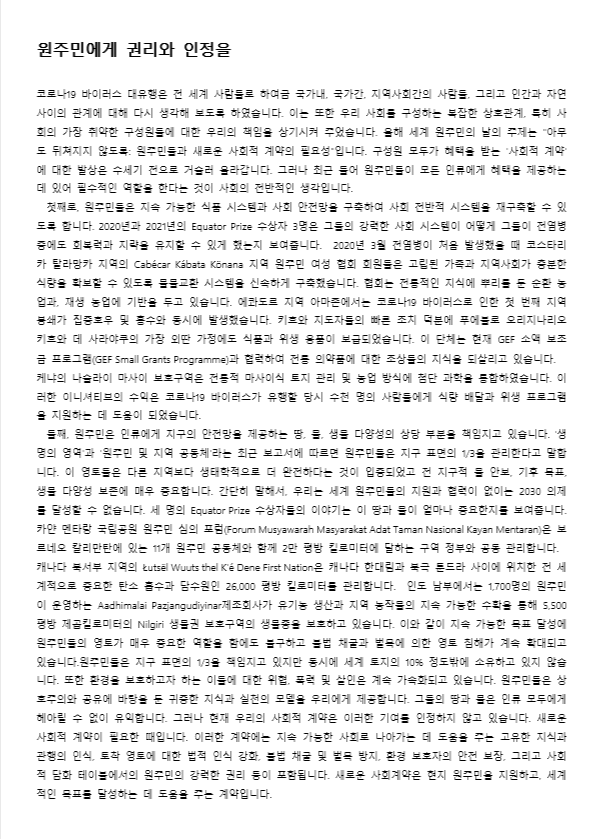 원주민에게 권리와 인정을
코로나19 바이러스 대유행은 전 세계 사람들로 하여금 국가내, 국가간, 지역사회간의 사람들, 그리고 인간과 자연
사이의 관계에 대해 다시 생각해 보도록 하였습니다. 이는 또한 우리 사회를 구성하는 복잡한 상호관계, 특히 사
회의 가장 취약한 구성원들에 대한 우리의 책임을 상기시켜 주었습니다. 올해 세계 원주민의 날의 주제는 "아무
도 뒤쳐지지 않도록: 원주민들과 새로운 사회적 계약의 필요성"입니다. 구성원 모두가 혜택을 받는 '사회적 계약'
에 대한 발상은 수세기 전으로 거슬러 올라갑니다. 그러나 최근 들어 원주민들이 모든 인류에게 혜택을 제공하는
데 있어 필수적인 역할을 한다는 것이 사회의 전반적인 생각입니다.
첫째로, 원주민들은 지속 가능한 식품 시스템과 사회 안전망을 구축하여 사회 전반적 시스템을 재구축할 수 있
도록 합니다. 2020년과 2021년의 Equator Prize 수상자 3명은 그들의 강력한 사회 시스템이 어떻게 그들이 전염병
중에도 회복력과 지략을 유지할 수 있게 했는지 보여줍니다. 2020년 3월 전염병이 처음 발생했을 때 코스타리
카 탈라망카 지역의 Cabécar Kábata Könana 지역 원주민 여성 협회 회원들은 고립된 가족과 지역사회가 충분한
식량을 확보할 수 있도록 물물교환 시스템을 신속하게 구축했습니다. 협회는 전통적인 지식에 뿌리를 둔 순환 농
업과, 재생 농업에 기반을 두고 있습니다. 에콰도르 지역 아마존에서는 코로나19 바이러스로 인한 첫 번째 지역
봉쇄가 집중호우 및 홍수와 동시에 발생했습니다. 키흐와 지도자들의 빠른 조치 덕분에 푸에블로 오리지나리오
키흐와 데 사라야쿠의 가장 외딴 가정에도 식품과 위생 용품이 보급되었습니다. 이 단체는 현재 GEF 소액 보조
금 프로그램(GEF Small Grants Programme)과 협력하여 전통 의약품에 대한 조상들의 지식을 되살리고 있습니다.
케냐의 나슬라이 마사이 보호구역은 전통적 마사이식 토지 관리 및 농업 방식에 첨단 과학을 통합하였습니다. 이
러한 이니셔티브의 수익은 코로나19 바이러스가 유행할 당시 수천 명의 사람들에게 식량 배달과 위생 프로그램
을 지원하는 데 도움이 되었습니다.
둘째, 원주민은 인류에게 지구의 안전망을 제공하는 땅, 물, 생물 다양성의 상당 부분을 책임지고 있습니다. '생
명의 영역'과 '원주민 및 지역 공동체'라는 최근 보고서에 따르면 원주민들은 지구 표면의 1/3을 관리한다고 말합
니다. 이 영토들은 다른 지역보다 생태학적으로 더 완전하다는 것이 입증되었고 전 지구적 물 안보, 기후 목표,
생물 다양성 보존에 매우 중요합니다. 간단히 말해서, 우리는 세계 원주민들의 지원과 협력이 없이는 2030 의제
를 달성할 수 없습니다. 세 명의 Equator Prize 수상자들의 이야기는 이 땅과 물이 얼마나 중요한지를 보여줍니다.
카얀 멘타랑 국립공원 원주민 심의 포럼(Forum Musyawarah Masyarakat Adat Taman Nasional Kayan Mentaran)은 보
르네오 칼리만탄에 있는 11개 원주민 공동체와 함께 2만 평방 킬로미터에 달하는 구역 정부와 공동 관리합니다.
캐나다 북서부 지역의 Łutsël Wuuts thel K'é Dene First Nation은 캐나다 한대림과 북극 툰드라 사이에 위치한 전 세
계적으로 중요한 탄소 흡수과 담수원인 26,000 평방 킬로미터를 관리합니다. 인도 남부에서는 1,700명의 원주민
이 운영하는 Aadhimalai Pazjangudiyinar제조회사가 유기농 생산과 지역 농작물의 지속 가능한 수확을 통해 5,500
평방 제곱킬로미터의 Nilgiri 생물권 보호구역의 생물종을 보호하고 있습니다. 이와 같이 지속 가능한 목표 달성에
원주민들의 영토가 매우 중요한 역할을 함에도 불구하고 불법 채굴과 벌목에 의한 영토 침해가 계속 확대되고
있습니다.원주민들은 지구 표면의 1/3을 책임지고 있지만 동시에 세계 토지의 10% 정도밖에 소유하고 있지 않습
니다. 또한 환경을 보호하고자 하는 이들에 대한 위협, 폭력 및 살인은 계속 가속화되고 있습니다. 원주민들은 상
호주의와 공유에 바탕을 둔 귀중한 지식과 실천의 모델을 우리에게 제공합니다. 그들의 땅과 물은 인류 모두에게
헤아릴 수 없이 유익합니다. 그러나 현재 우리의 사회적 계약은 이러한 기여를 인정하지 않고 있습니다. 새로운
사회적 계약이 필요한 때입니다. 이러한 계약에는 지속 가능한 사회로 나아가는 데 도움을 주는 고유한 지식과
관행의 인식, 토착 영토에 대한 법적 인식 강화, 불법 채굴 및 벌목 방지, 환경 보호자의 안전 보장, 그리고 사회
적 담화 테이블에서의 원주민의 강력한 권리 등이 포함됩니다. 새로운 사회계약은 현지 원주민을 지원하고, 세계
적인 목표를 달성하는 데 도움을 주는 계약입니다.